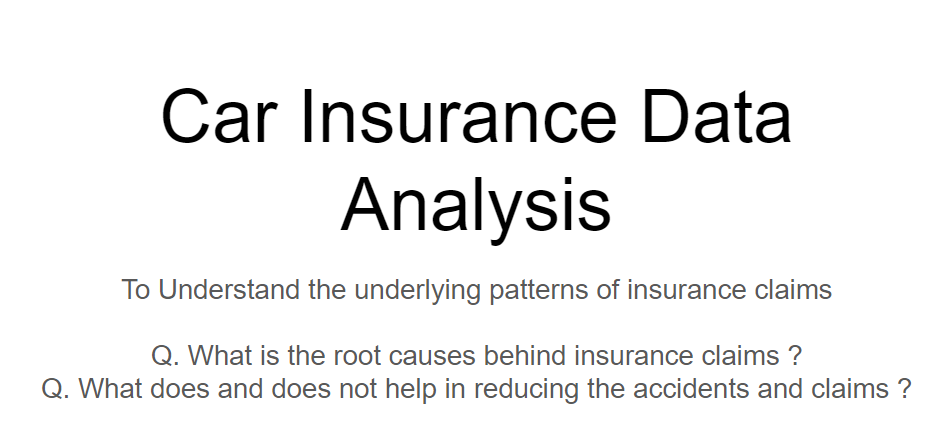 Car Insurance Data
Analysis
To Understand the underlying patterns of insurance claims
Q. What is the root causes behind insurance claims ?
Q. What does and does not help in reducing the accidents and claims ?